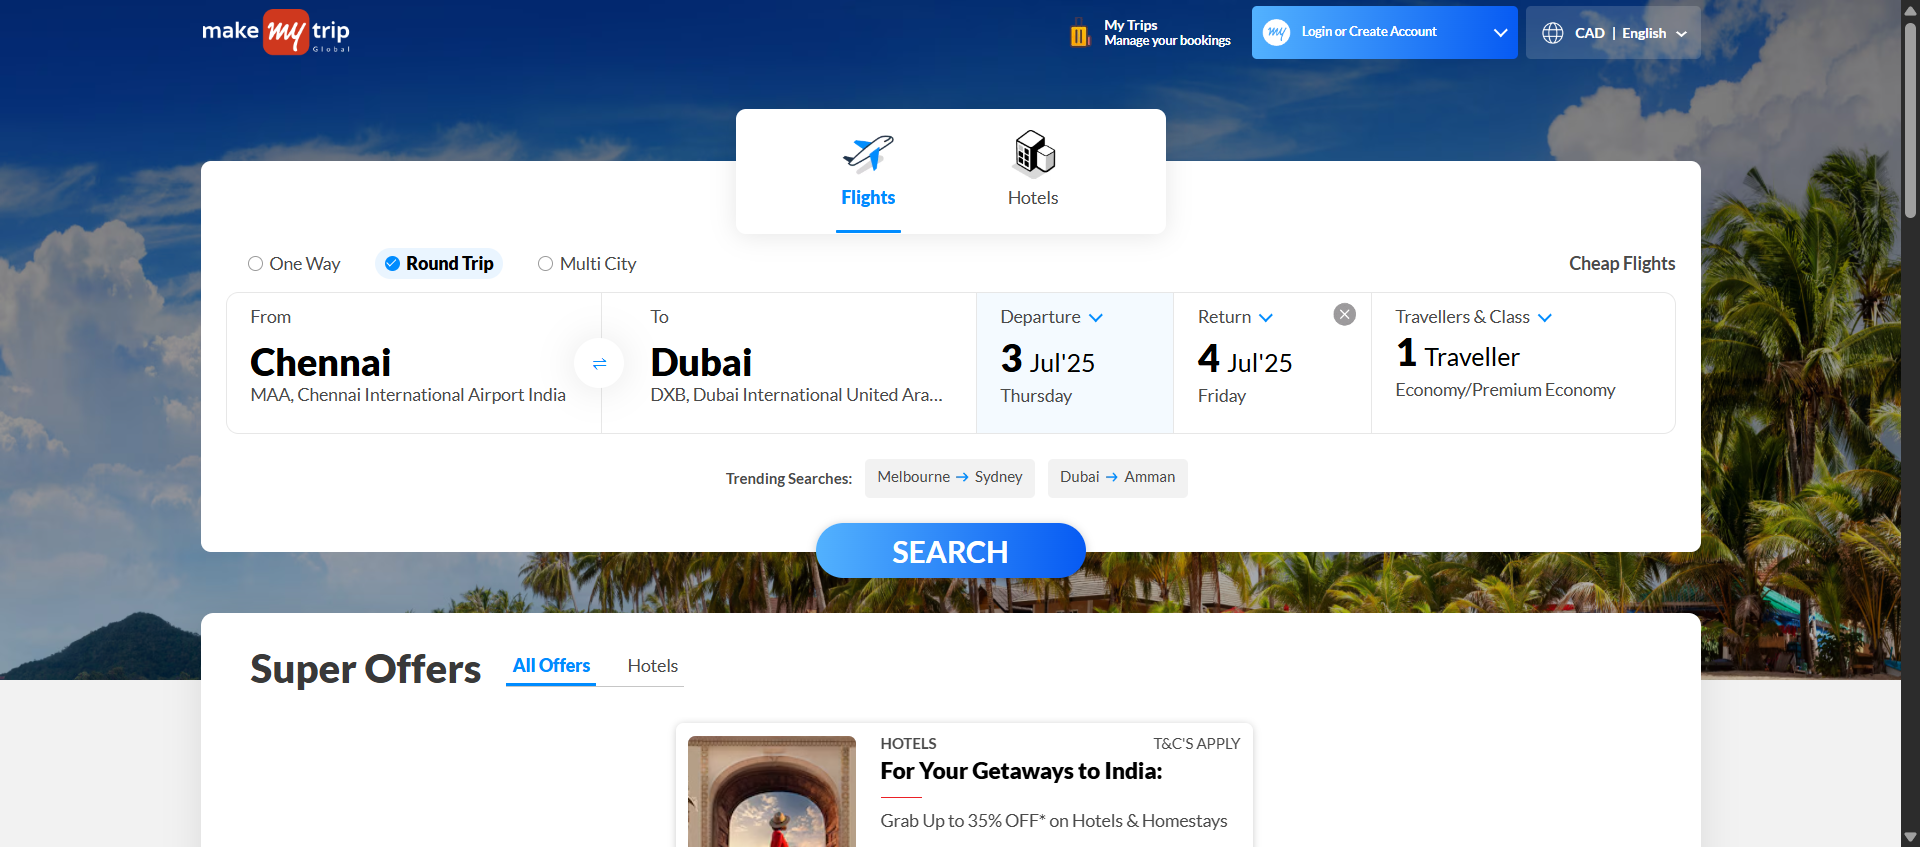 make my trip
Global
My Trips
Manage your bookings
my
Login or Create Account
CAD | English
Flights
Hotels
One Way
Round Trip
Multi City
Cheap Flights
From
Chennai
MAA, Chennai International Airport India
To
Dubai
DXB, Dubai International United Ara...
Departure
3 Jul'25
Thursday
Return
4 Jul'25
Friday
Travellers & Class
1 Traveller
Economy/Premium Economy
Trending Searches:
Melbourne → Sydney
Dubai → Amman
SEARCH
Super Offers
All Offers
Hotels
HOTELS
T&C'S APPLY
For Your Getaways to India:
Grab Up to 35% OFF* on Hotels & Homestays